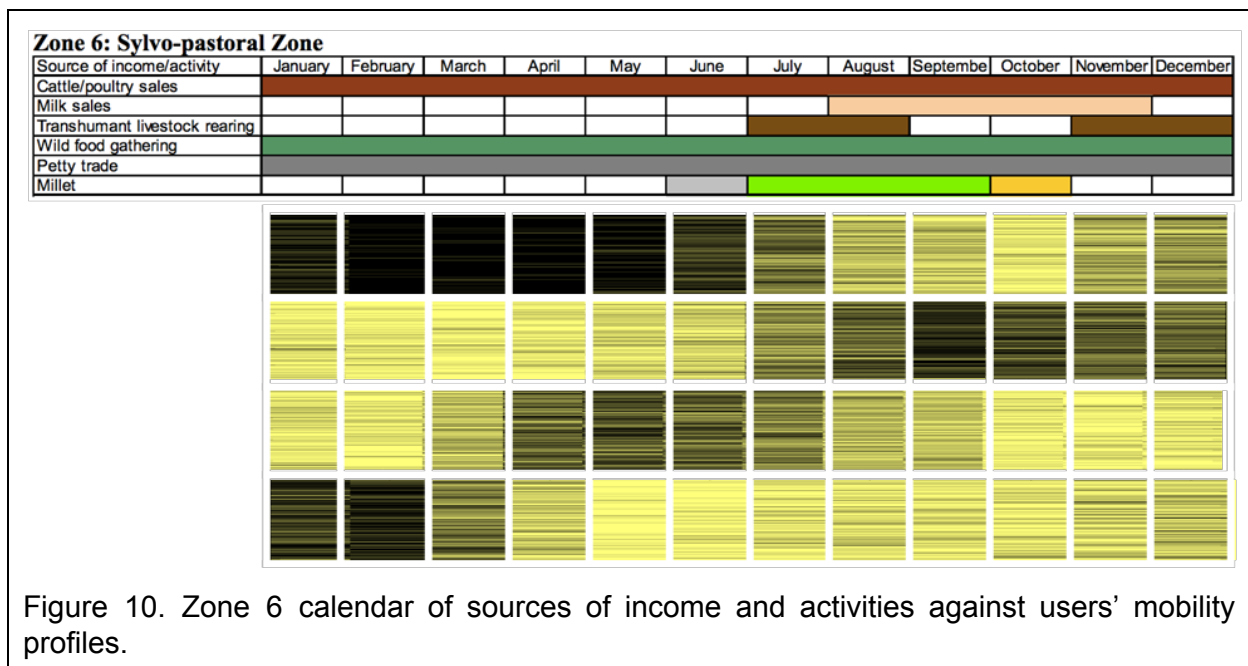 Zone 6: Sylvo-pastoral Zone
Source of income/activity January February March April May June July August Septembe October November December
Cattle/poultry sales
Milk sales
Transhumant livestock rearing
Wild food gathering
Petty trade
Millet
Figure 10. Zone 6 calendar of sources of income and activities against users’ mobility
profiles.